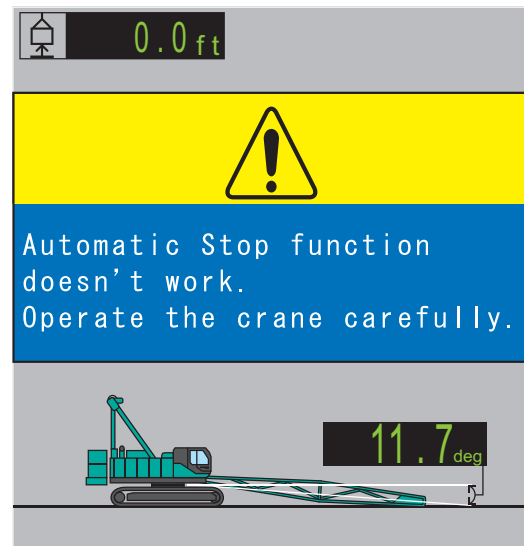 0.0ft
Automatic Stop function
doesn't work.
Operate the crane carefully.
11.7deg